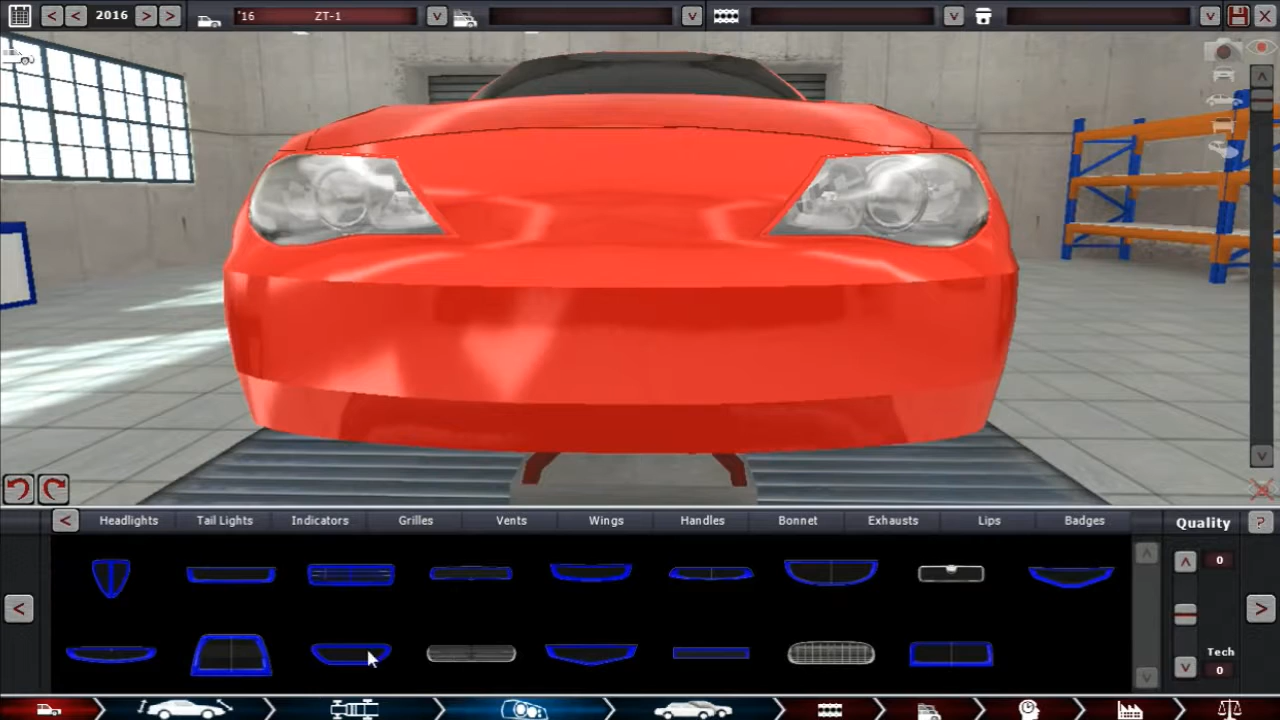 2016 '16 ZT-1
Headlights Tail Lights Indicators Grilles Vents Wings Handles Bonnet Exhausts Lips Badges Quality ?
0
Tech
0